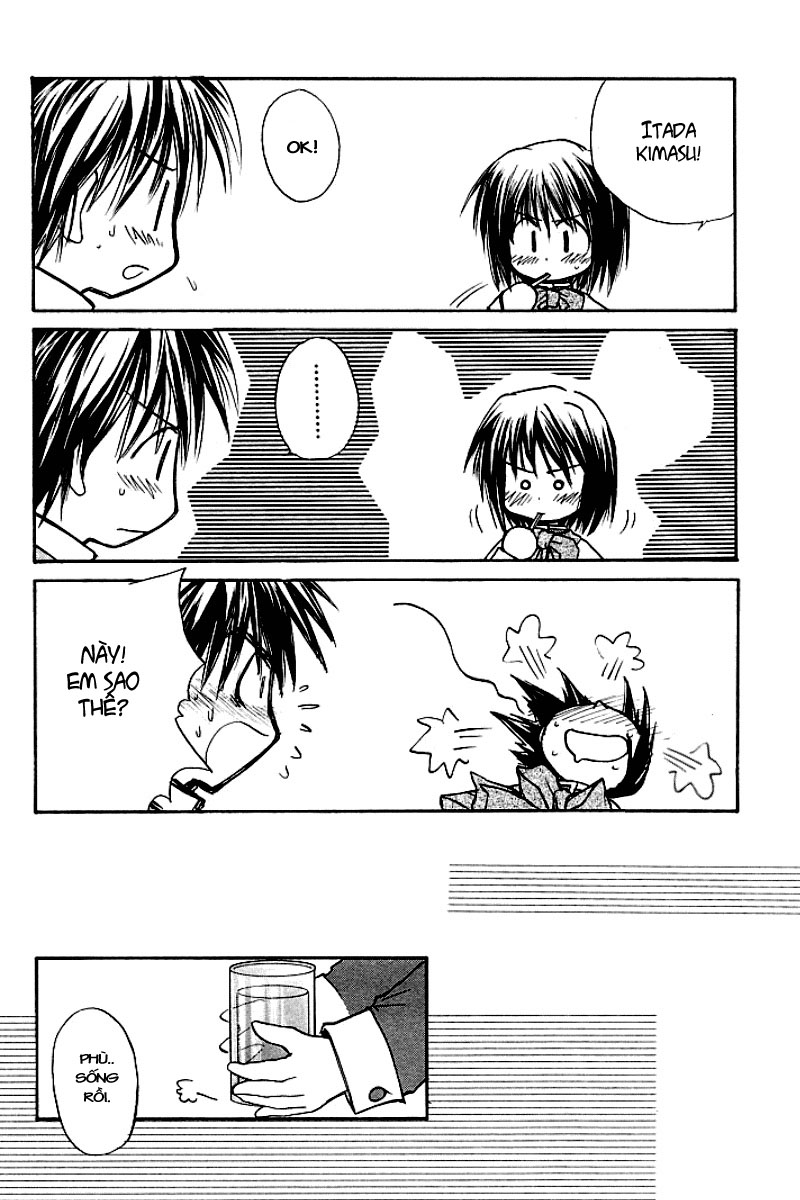 ITADA
KIMASU!
OK!
..........
NÀY!
EM SAO
THẾ?
PHÙ..
SỐNG
RỒI.